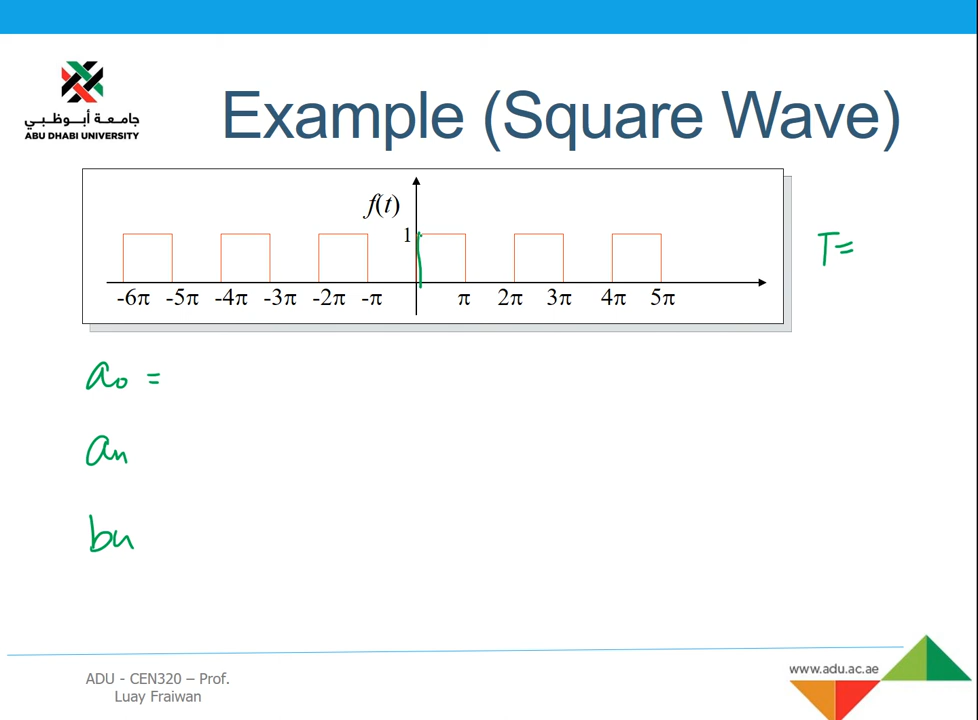 جامعة أبوظبي
ABU DHABI UNIVERSITY
Example (Square Wave)
f(t)
1
-6π -5π -4π -3π -2π -π π 2π 3π 4π 5π
T=
a₀ =
aₙ
bₙ
ADU - CEN320 – Prof.
Luay Fraiwan
www.adu.ac.ae